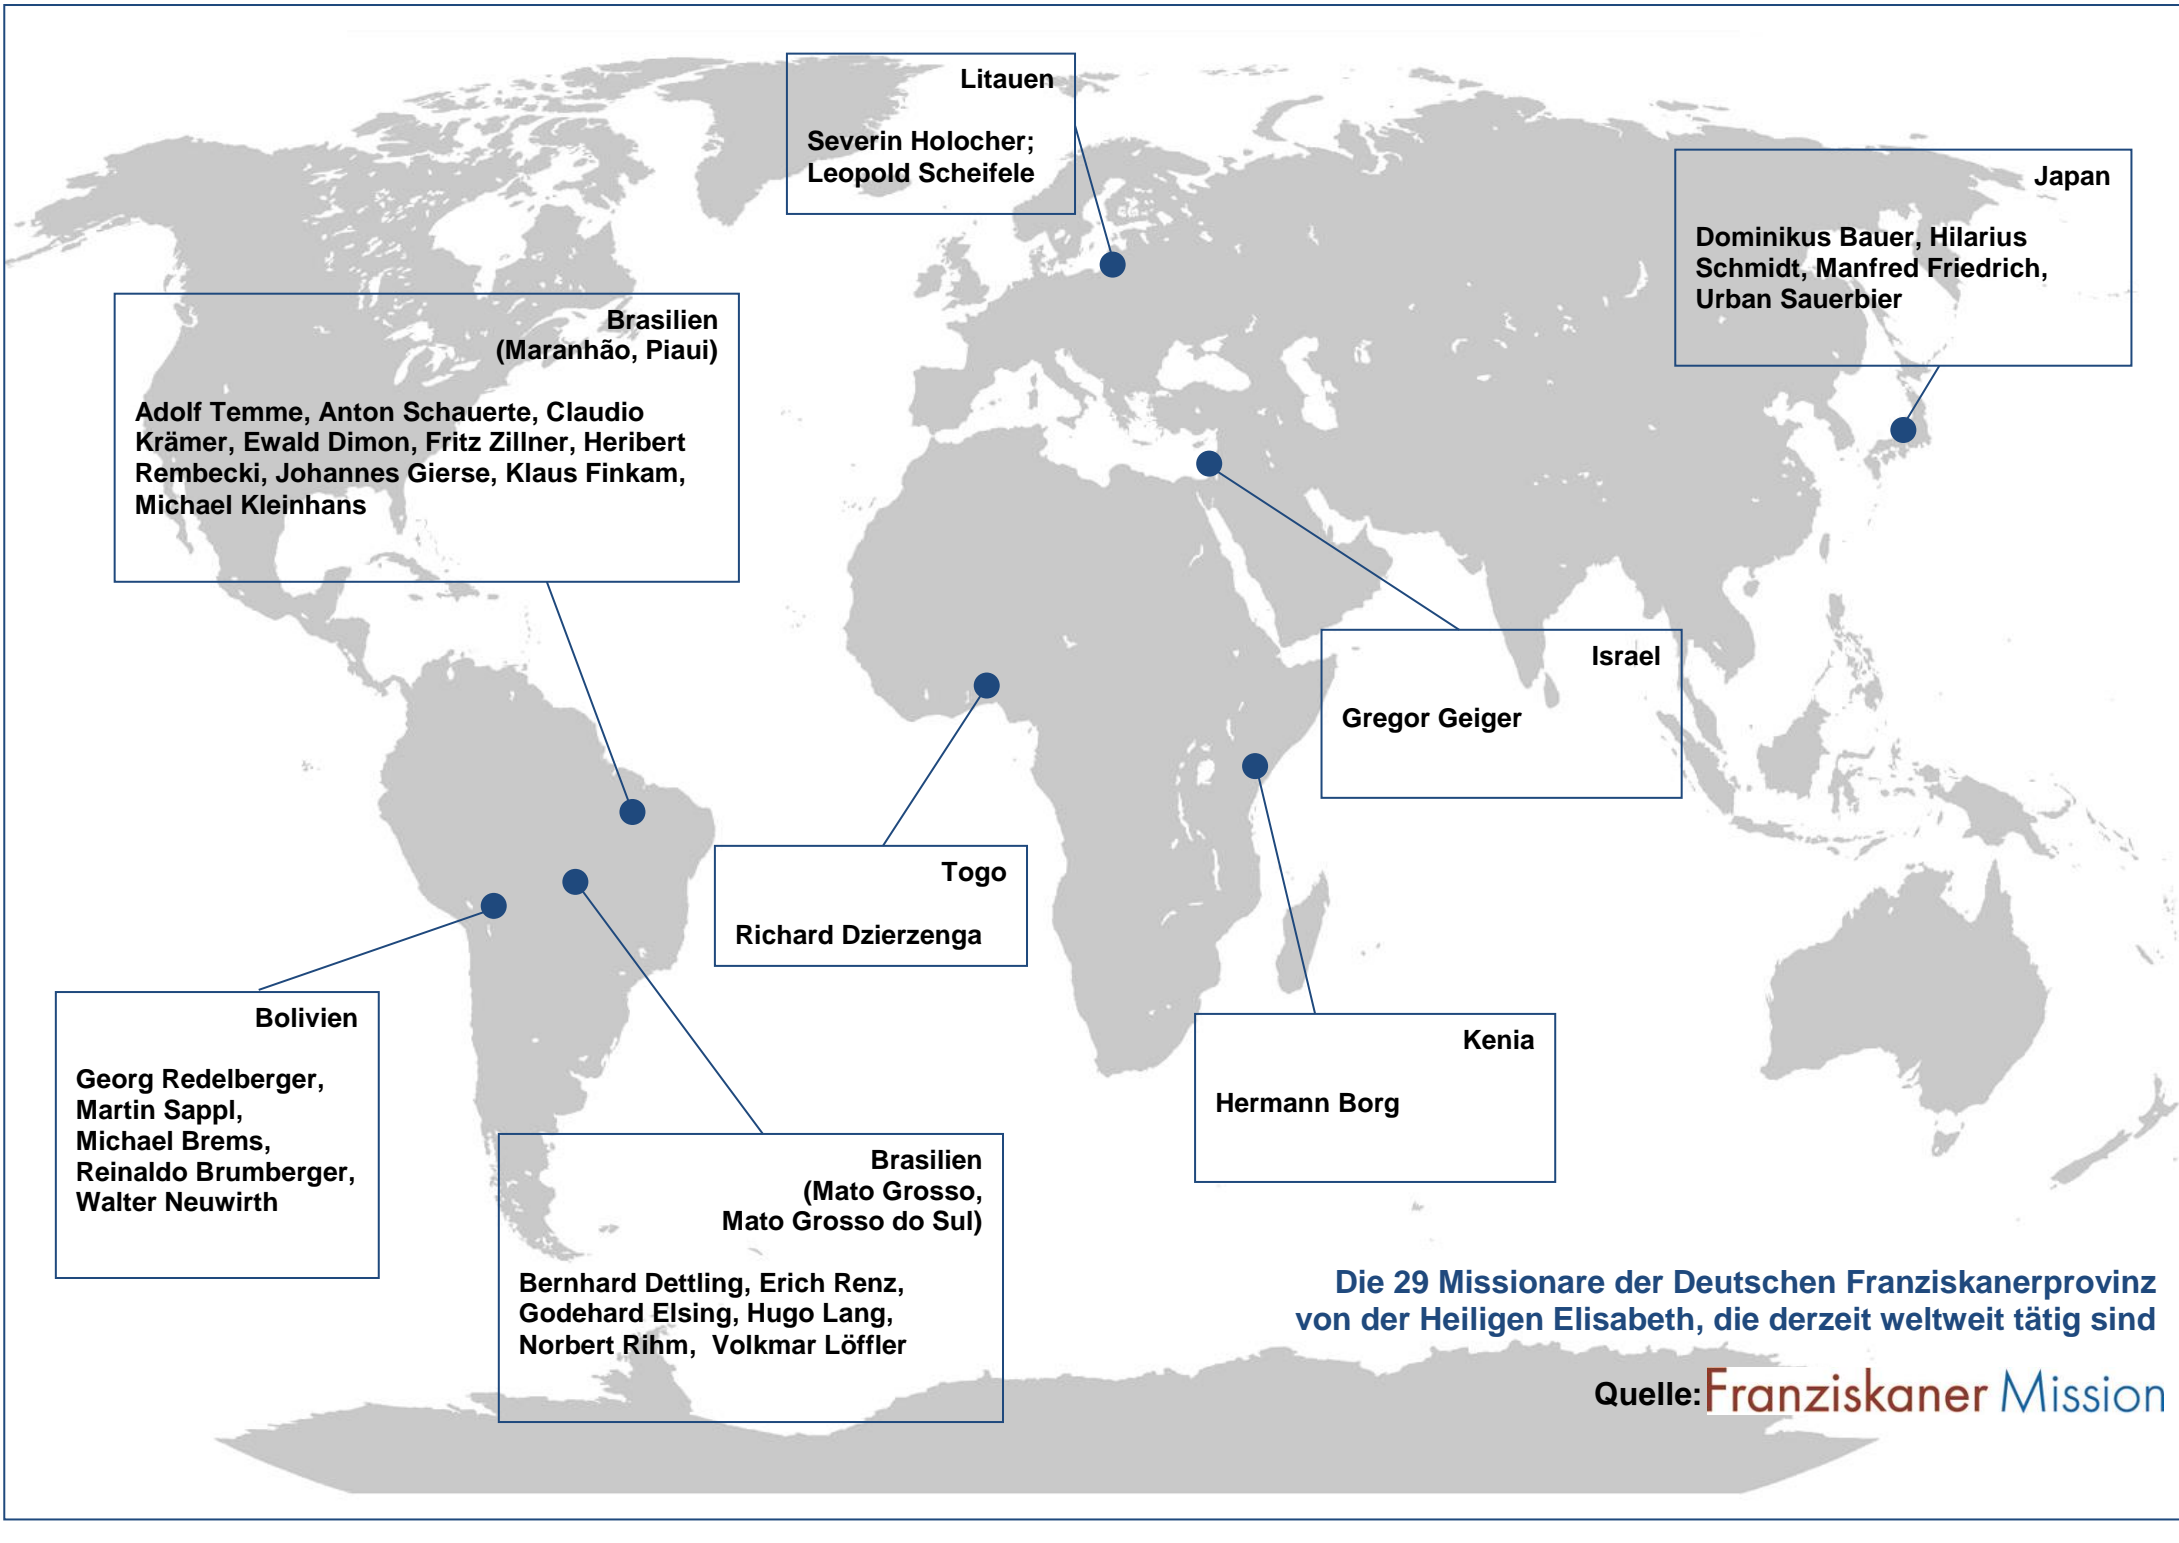 Litauen
Severin Holocher;
Leopold Scheifele
Japan
Dominikus Bauer, Hilarius
Schmidt, Manfred Friedrich,
Urban Sauerbier
Brasilien
(Maranhão, Piaui)
Adolf Temme, Anton Schauerte, Claudio
Krämer, Ewald Dimon, Fritz Zillner, Heribert
Rembecki, Johannes Gierse, Klaus Finkam,
Michael Kleinhans
Israel
Gregor Geiger
Togo
Richard Dzierzenga
Bolivien
Georg Redelberger,
Martin Sappl,
Michael Brems,
Reinaldo Brumberger,
Walter Neuwirth
Kenia
Hermann Borg
Brasilien
(Mato Grosso,
Mato Grosso do Sul)
Bernhard Dettling, Erich Renz,
Godehard Elsing, Hugo Lang,
Norbert Rihm,  Volkmar Löffler
Die 29 Missionare der Deutschen Franziskanerprovinz
von der Heiligen Elisabeth, die derzeit weltweit tätig sind
Quelle: Franziskaner Mission